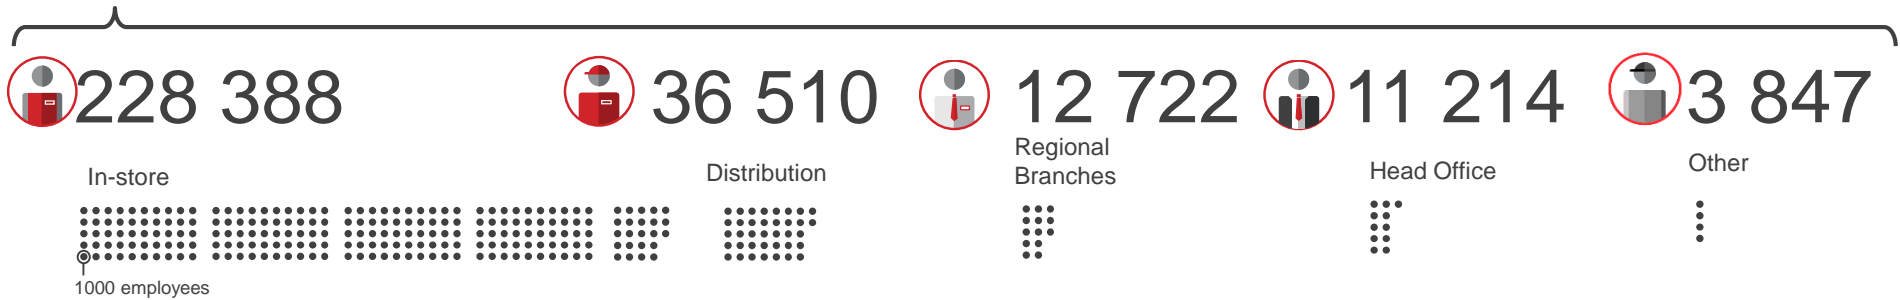 228 388
36 510
12 722
11 214
3 847
In-store
Distribution
Regional
Branches
Head Office
Other
1000 employees